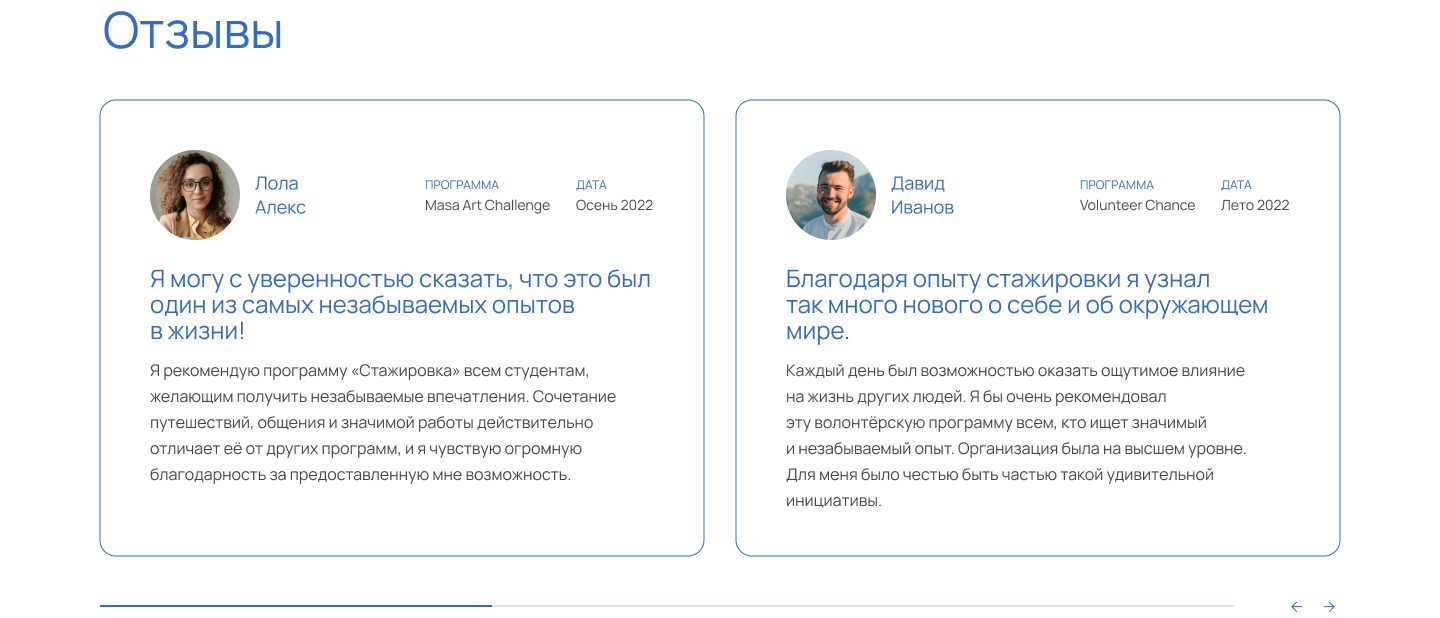 Отзывы
Лола
Алекс
ПРОГРАММА
Masa Art Challenge
ДАТА
Осень 2022
Я могу с уверенностью сказать, что это был
один из самых незабываемых опытов
в жизни!
Я рекомендую программу «Стажировка» всем студентам,
желающим получить незабываемые впечатления. Сочетание
путешествий, общения и значимой работы действительно
отличает её от других программ, и я чувствую огромную
благодарность за предоставленную мне возможность.
Давид
Иванов
ПРОГРАММА
Volunteer Chance
ДАТА
Лето 2022
Благодаря опыту стажировки я узнал
так много нового о себе и об окружающем
мире.
Каждый день был возможностью оказать ощутимое влияние
на жизнь других людей. Я бы очень рекомендовал
эту волонтёрскую программу всем, кто ищет значимый
и незабываемый опыт. Организация была на высшем уровне.
Для меня было честью быть частью такой удивительной
инициативы.